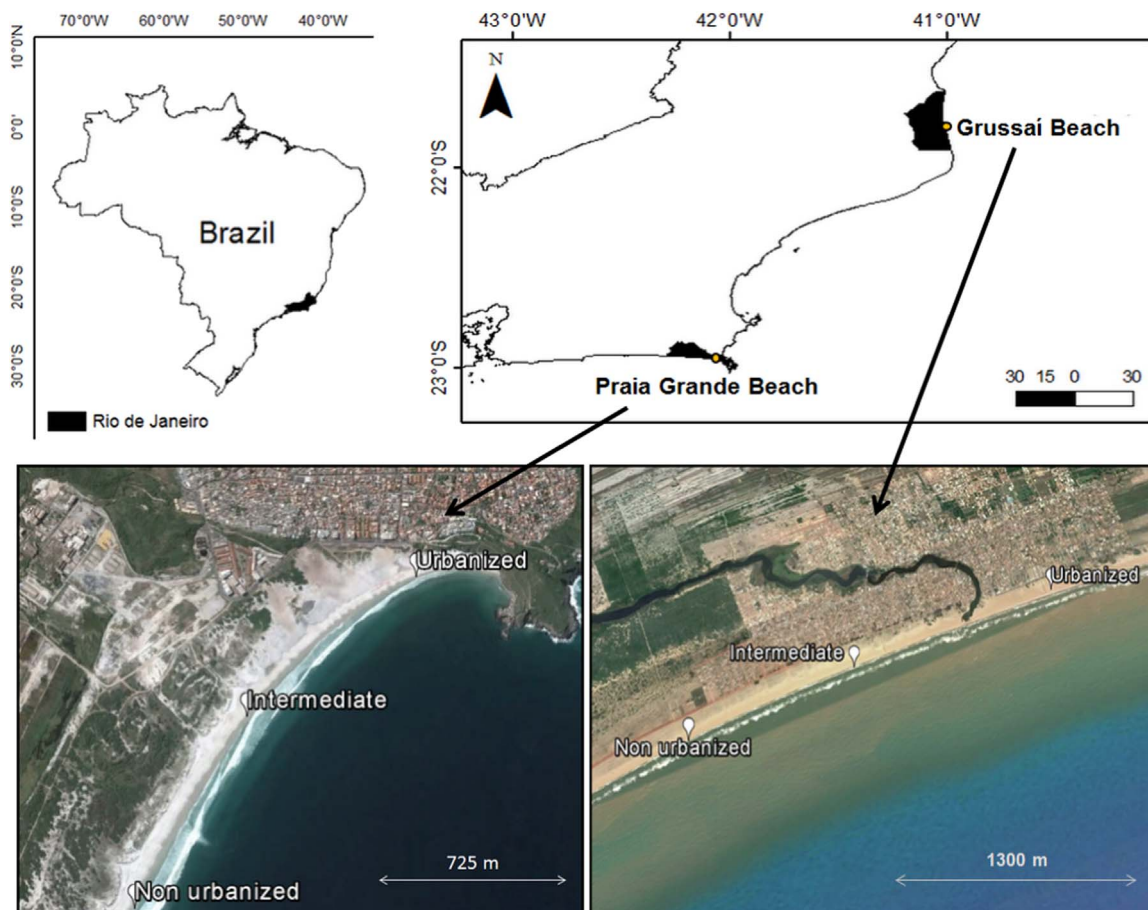 70°0'W 60°0'W 50°0'W 40°0'W
10°0'N
0°0'
10°0'S
20°0'S
30°0'S
Brazil
Rio de Janeiro
43°0'W 42°0'W 41°0'W
N
22°0'S
23°0'S
Grussaí Beach
Praia Grande Beach
30 15 0 30
Urbanized
Intermediate
Non urbanized
725 m
Urbanized
Intermediate
Non urbanized
1300 m